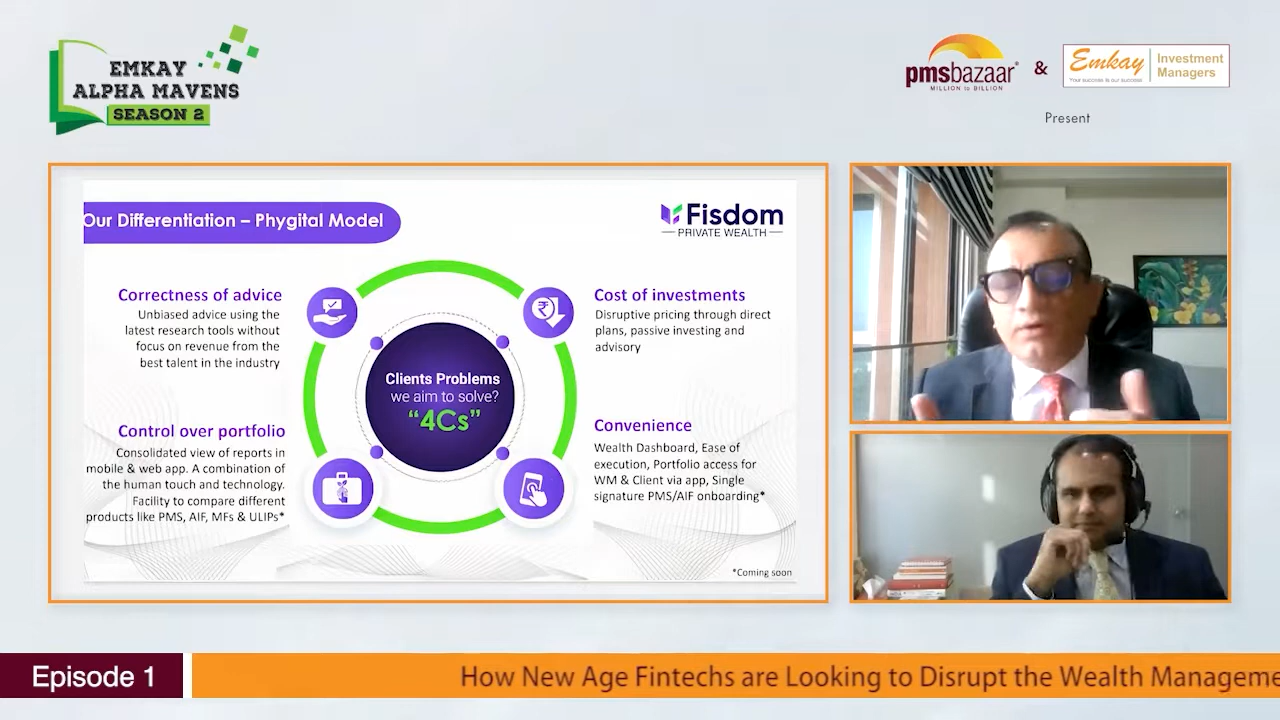 EMKAY
ALPHA MAVENS
SEASON 2
pmsbazaar
MILLION to BILLION
&
Emkay
Your success is our success
Investment
Managers
Present
Our Differentiation – Phygital Model
Fisdom
PRIVATE WEALTH
Correctness of advice
Unbiased advice using the
latest research tools without
focus on revenue from the
best talent in the industry
Cost of investments
Disruptive pricing through direct
plans, passive investing and
advisory
Clients Problems
we aim to solve?
“4Cs”
Control over portfolio
Consolidated view of reports in
mobile & web app. A combination of
the human touch and technology.
Facility to compare different
products like PMS, AIF, MFs & ULIPs*
Convenience
Wealth Dashboard, Ease of
execution, Portfolio access for
WM & Client via app, Single
signature PMS/AIF onboarding*
*Coming soon
Episode 1
How New Age Fintechs are Looking to Disrupt the Wealth Manageme